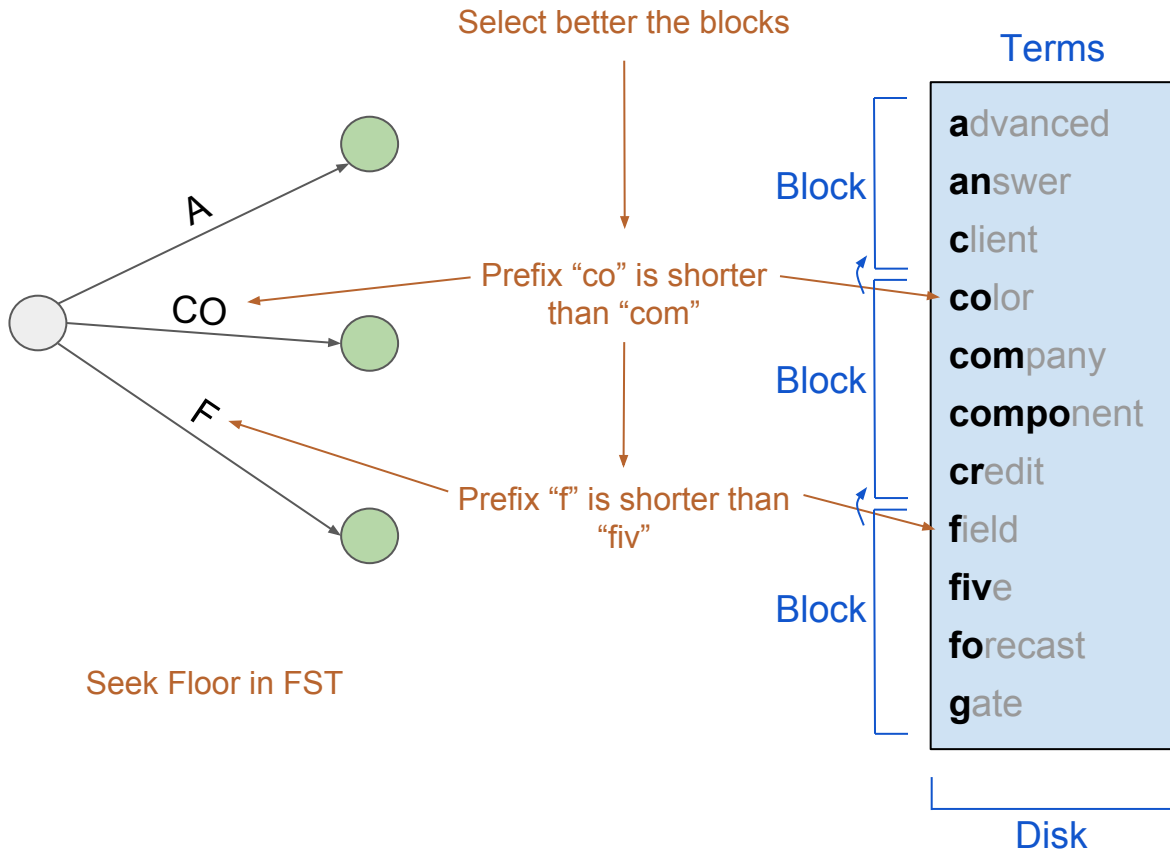 Select better the blocks
Terms
advanced
answer
Block
client
A
Prefix “co” is shorter
than “com”
CO
color
company
Block
component
credit
F
Prefix “f” is shorter than
“fiv”
field
five
Block
forecast
gate
Seek Floor in FST
Disk